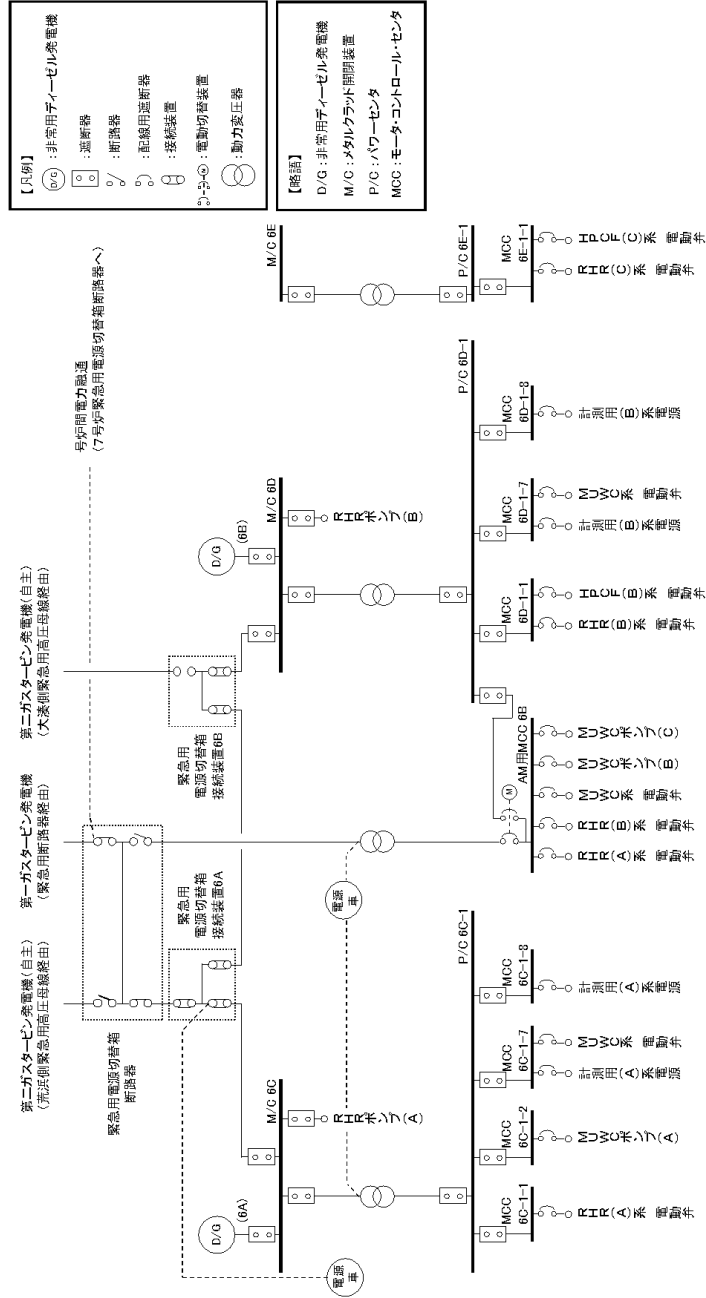 第二ガスタービン発電機(自主)
(荒浜側緊急用高圧母線経由)
第一ガスタービン発電機
(緊急用断路器経由)
第二ガスタービン発電機(自主)
(大湊側緊急用高圧母線経由)
号炉間電力融通
(7号炉緊急用電源切替箱断路器へ)
緊急用電源切替箱
断路器
緊急用
電源切替箱
接続装置6A
緊急用
電源切替箱
接続装置6B
D/G
(6A)
M/C 6C
RHRポンプ(A)
D/G
(6B)
M/C 6D
RHRポンプ(B)
M/C 6E
電源
車
電源
車
P/C 6C-1
AM用MCC 6B
M
P/C 6D-1
P/C 6E-1
MCC
6C-1-1
RHR(A)系 電動弁
MCC
6C-1-2
MUWCポンプ(A)
MCC
6C-1-7
計測用(A)系電源
MUWC系 電動弁
MCC
6C-1-8
計測用(A)系電源
RHR(A)系 電動弁
RHR(B)系 電動弁
MUWC系 電動弁
MUWCポンプ(B)
MUWCポンプ(C)
MCC
6D-1-1
RHR(B)系 電動弁
HPCF(B)系 電動弁
MCC
6D-1-7
計測用(B)系電源
MUWC系 電動弁
MCC
6D-1-8
計測用(B)系電源
MCC
6E-1-1
RHR(C)系 電動弁
HPCF(C)系 電動弁
【凡例】
D/G :非常用ディーゼル発電機
:遮断器
:断路器
:配線用遮断器
:接続装置
M :電動切替装置
:動力変圧器
【略語】
D/G :非常用ディーゼル発電機
M/C :メタルクラッド開閉装置
P/C :パワーセンタ
MCC :モータ・コントロール・センタ